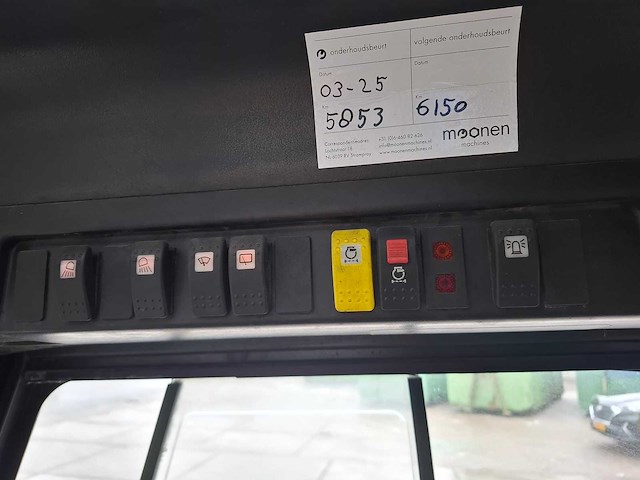 onderhoudsbeurt
volgende onderhoudsbeurt
Datum
Datum
03-25
Km
5853
Km
6150
moonen
machines